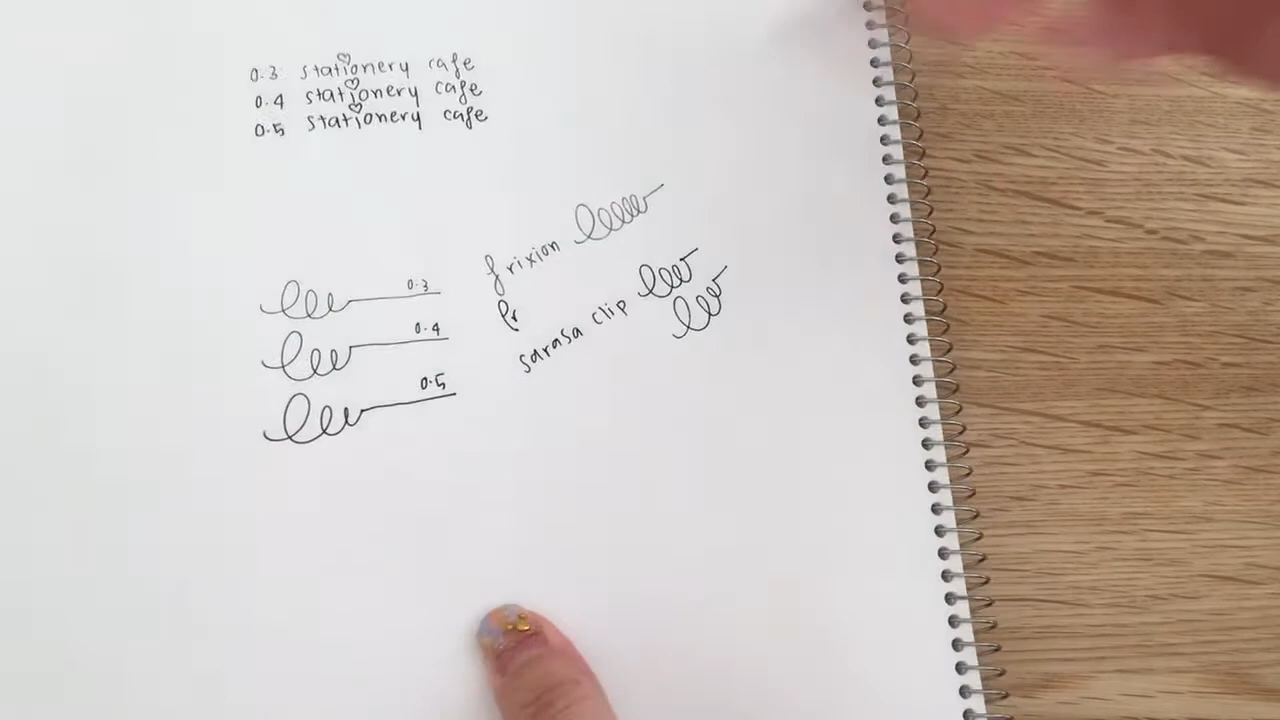 0.3 stationery cafe
0.4 stationery cafe
0.5 stationery cafe
0.3
0.4
0.5
frixion
Pr
sarasa clip